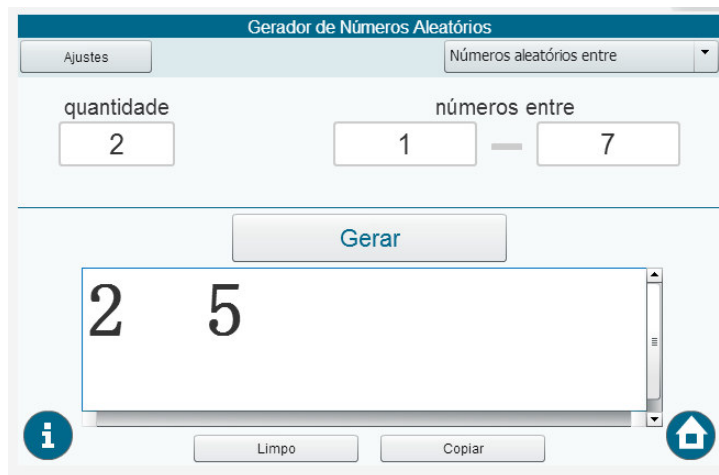 Gerador de Números Aleatórios
Ajustes Números aleatórios entre
quantidade números entre
2 1 7
Gerar
2 5
i
Limpo Copiar